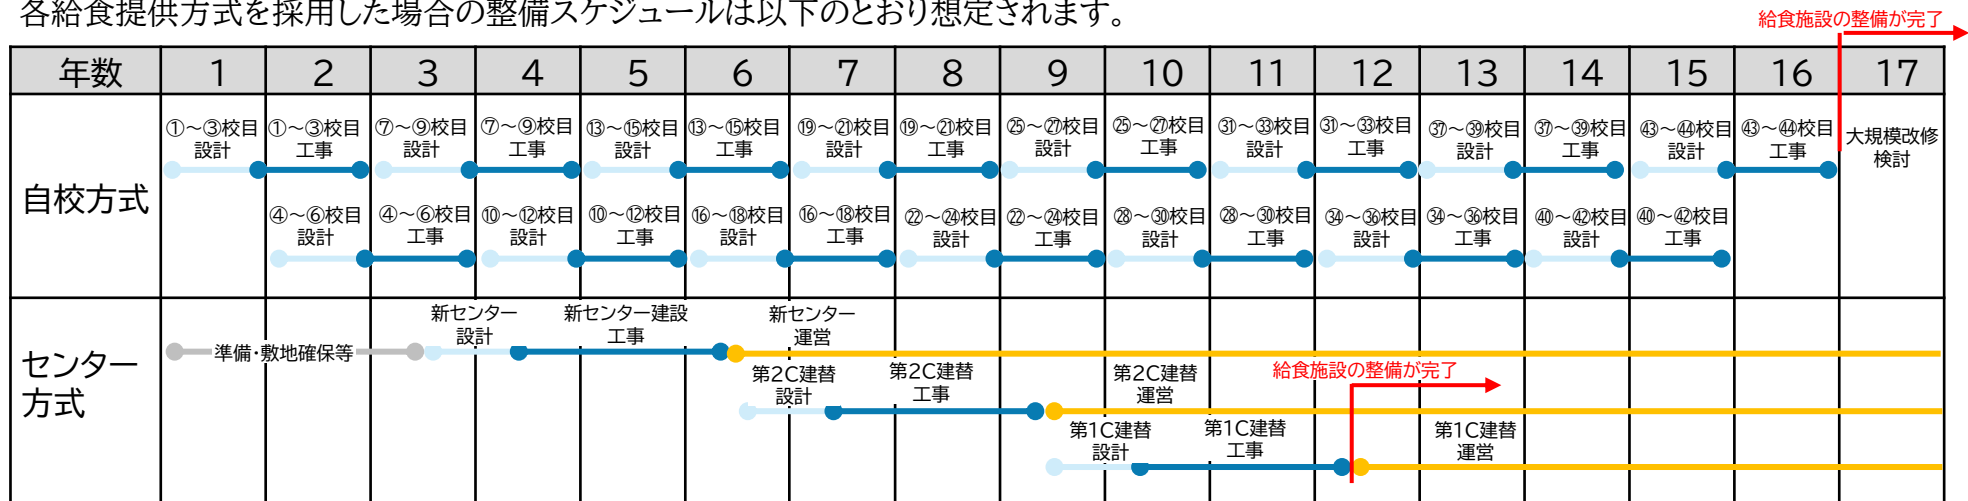 各給食提供方式を採用した場合の整備スケジュールは以下のとおり想定されます。
給食施設の整備が完了
年数 1 2 3 4 5 6 7 8 9 10 11 12 13 14 15 16 17
自校方式
①～③校目 ①～③校目 ⑦～⑨校目 ⑦～⑨校目 ⑬～⑮校目 ⑬～⑮校目 ⑲～㉑校目 ⑲～㉑校目 ㉕～㉗校目 ㉕～㉗校目 ㉛～㉝校目 ㉛～㉝校目 ㊲～㊴校目 ㊲～㊴校目 ㊸～㊹校目 ㊸～㊹校目 大規模改修
設計 工事 設計 工事 設計 工事 設計 工事 設計 工事 設計 工事 設計 工事 設計 工事 検討
④～⑥校目 ④～⑥校目 ⑩～⑫校目 ⑩～⑫校目 ⑯～⑱校目 ⑯～⑱校目 ㉒～㉔校目 ㉒～㉔校目 ㉘～㉚校目 ㉘～㉚校目 ㉞～㊱校目 ㉞～㊱校目 ㊵～㊷校目 ㊵～㊷校目
設計 工事 設計 工事 設計 工事 設計 工事 設計 工事 設計 工事 設計 工事
センター
方式
準備・敷地確保等
新センター 新センター建設 新センター
設計 工事 運営
第2C建替 第2C建替 第2C建替
設計 工事 運営
給食施設の整備が完了
第1C建替 第1C建替 第1C建替
設計 工事 運営